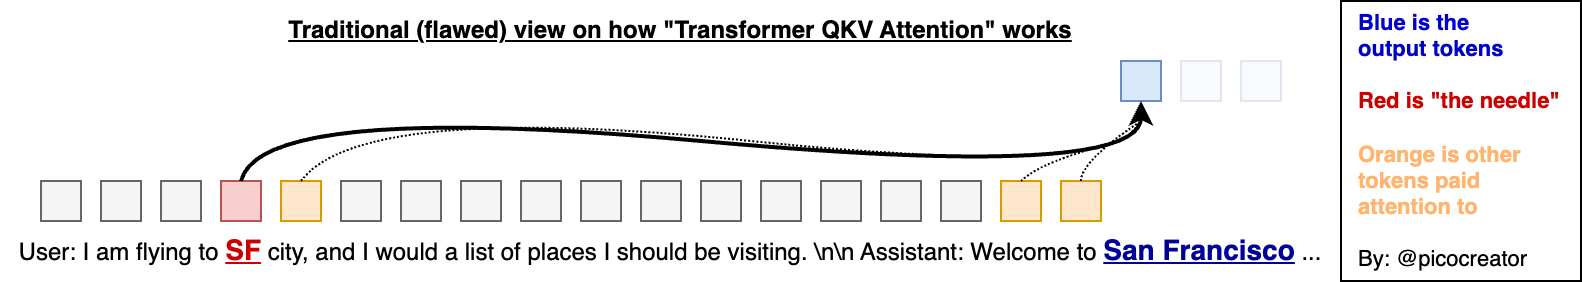 Traditional (flawed) view on how "Transformer QKV Attention" works
User: I am flying to SF city, and I would a list of places I should be visiting. \n\n Assistant: Welcome to San Francisco ...
Blue is the
output tokens
Red is "the needle"
Orange is other
tokens paid
attention to
By: @picocreator